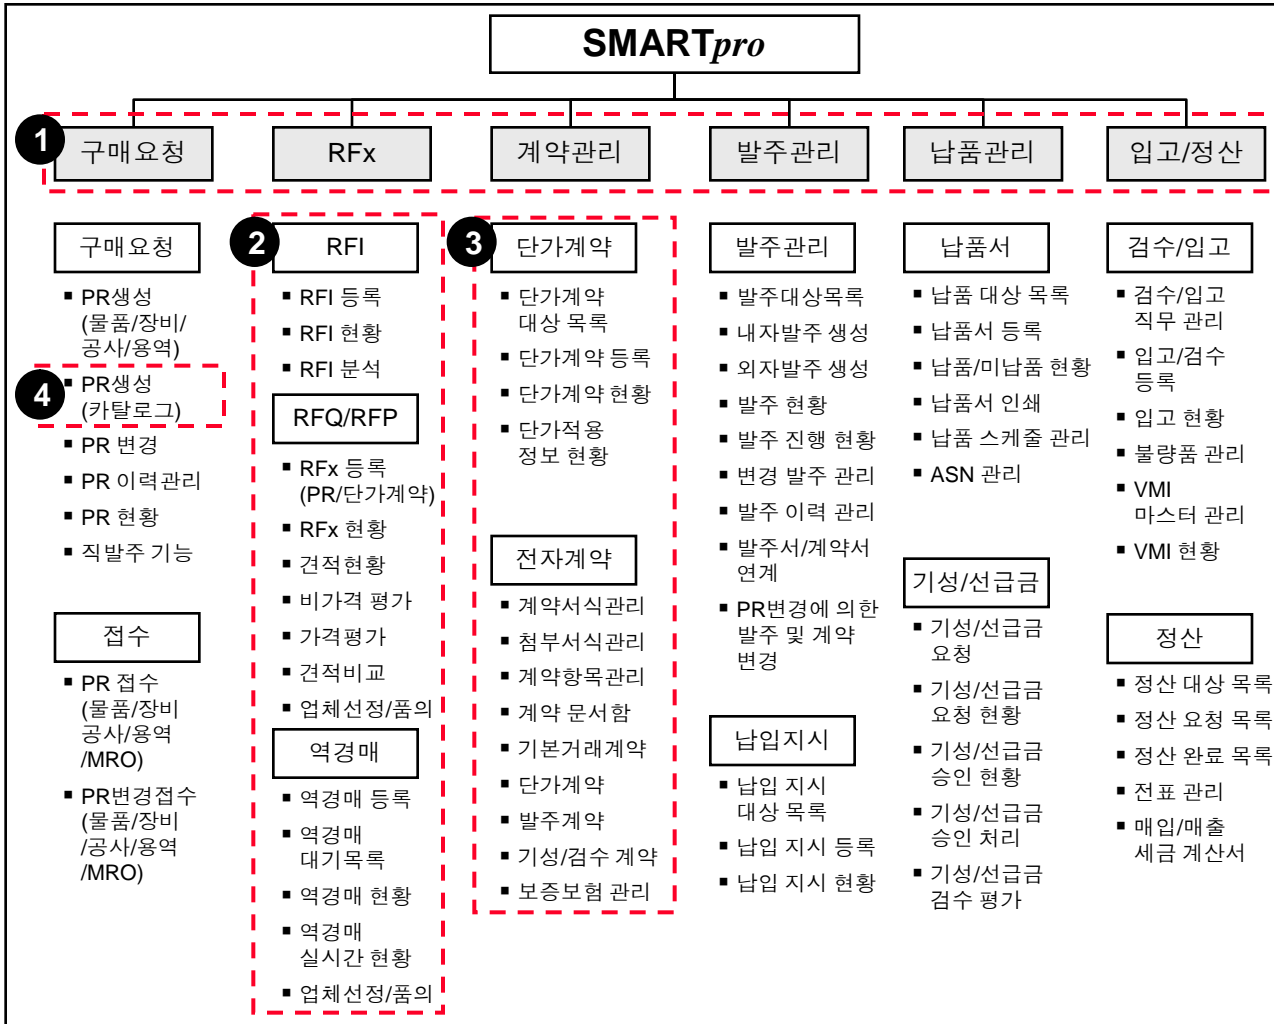 SMARTpro
1
구매요청
RFx
계약관리
발주관리
납품관리
입고/정산
구매요청
▪ PR생성
(물품/장비/
공사/용역)
4
▪ PR생성
(카탈로그)
▪ PR 변경
▪ PR 이력관리
▪ PR 현황
▪ 직발주 기능
접수
▪ PR 접수
(물품/장비
공사/용역
/MRO)
▪ PR변경접수
(물품/장비
/공사/용역
/MRO)
2
RFI
▪ RFI 등록
▪ RFI 현황
▪ RFI 분석
RFQ/RFP
▪ RFx 등록
(PR/단가계약)
▪ RFx 현황
▪ 견적현황
▪ 비가격 평가
▪ 가격평가
▪ 견적비교
▪ 업체선정/품의
역경매
▪ 역경매 등록
▪ 역경매
대기목록
▪ 역경매 현황
▪ 역경매
실시간 현황
▪ 업체선정/품의
3
단가계약
▪ 단가계약
대상 목록
▪ 단가계약 등록
▪ 단가계약 현황
▪ 단가적용
정보 현황
전자계약
▪ 계약서식관리
▪ 첨부서식관리
▪ 계약항목관리
▪ 계약 문서함
▪ 기본거래계약
▪ 단가계약
▪ 발주계약
▪ 기성/검수 계약
▪ 보증보험 관리
발주관리
▪ 발주대상목록
▪ 내자발주 생성
▪ 외자발주 생성
▪ 발주 현황
▪ 발주 진행 현황
▪ 변경 발주 관리
▪ 발주 이력 관리
▪ 발주서/계약서
연계
▪ PR변경에 의한
발주 및 계약
변경
납입지시
▪ 납입 지시
대상 목록
▪ 납입 지시 등록
▪ 납입 지시 현황
납품서
▪ 납품 대상 목록
▪ 납품서 등록
▪ 납품/미납품 현황
▪ 납품서 인쇄
▪ 납품 스케줄 관리
▪ ASN 관리
기성/선급금
▪ 기성/선급금
요청
▪ 기성/선급금
요청 현황
▪ 기성/선급금
승인 현황
▪ 기성/선급금
승인 처리
▪ 기성/선급금
검수 평가
검수/입고
▪ 검수/입고
직무 관리
▪ 입고/검수
등록
▪ 입고 현황
▪ 불량품 관리
▪ VMI
마스터 관리
▪ VMI 현황
정산
▪ 정산 대상 목록
▪ 정산 요청 목록
▪ 정산 완료 목록
▪ 전표 관리
▪ 매입/매출
세금 계산서